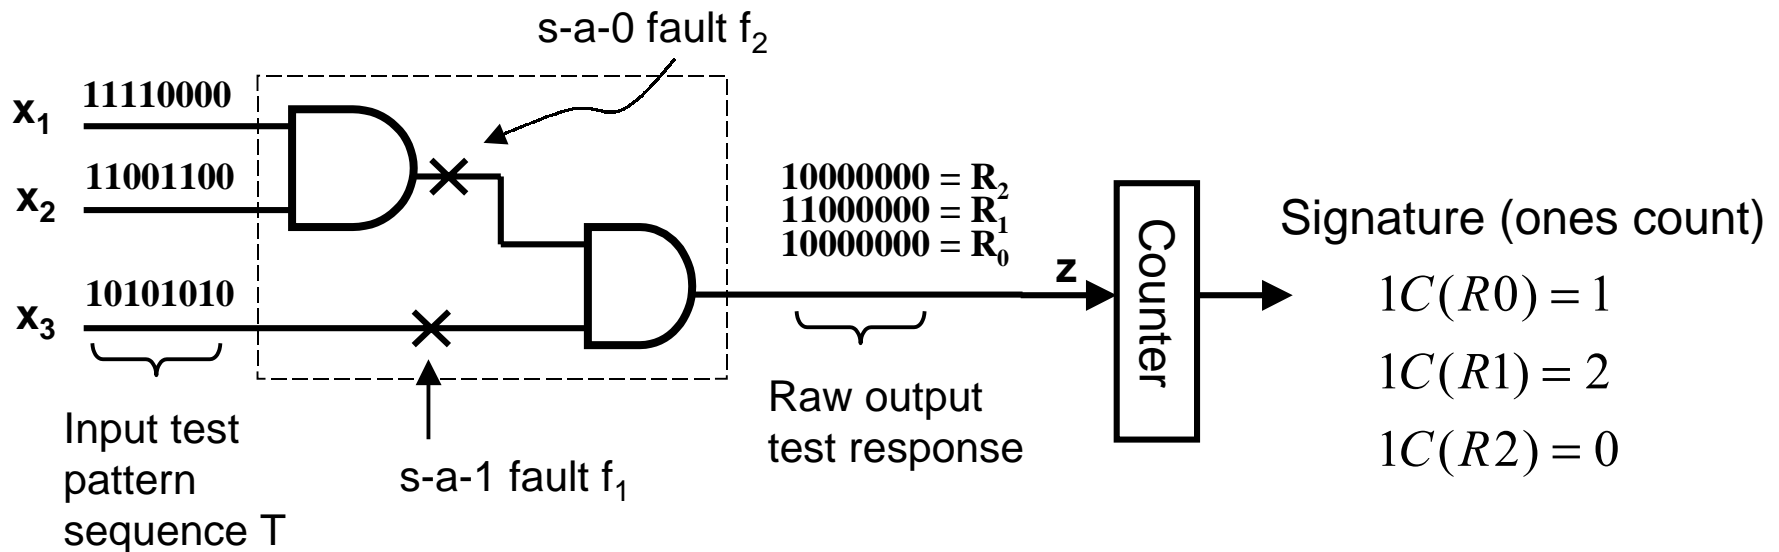 s-a-0 fault f₂
x₁ 11110000
x₂ 11001100
x₃ 10101010
10000000 = R₂
11000000 = R₁
10000000 = R₀
z
Counter
Signature (ones count)
1C(R0) = 1
1C(R1) = 2
1C(R2) = 0
Input test
pattern
sequence T
s-a-1 fault f₁
Raw output
test response